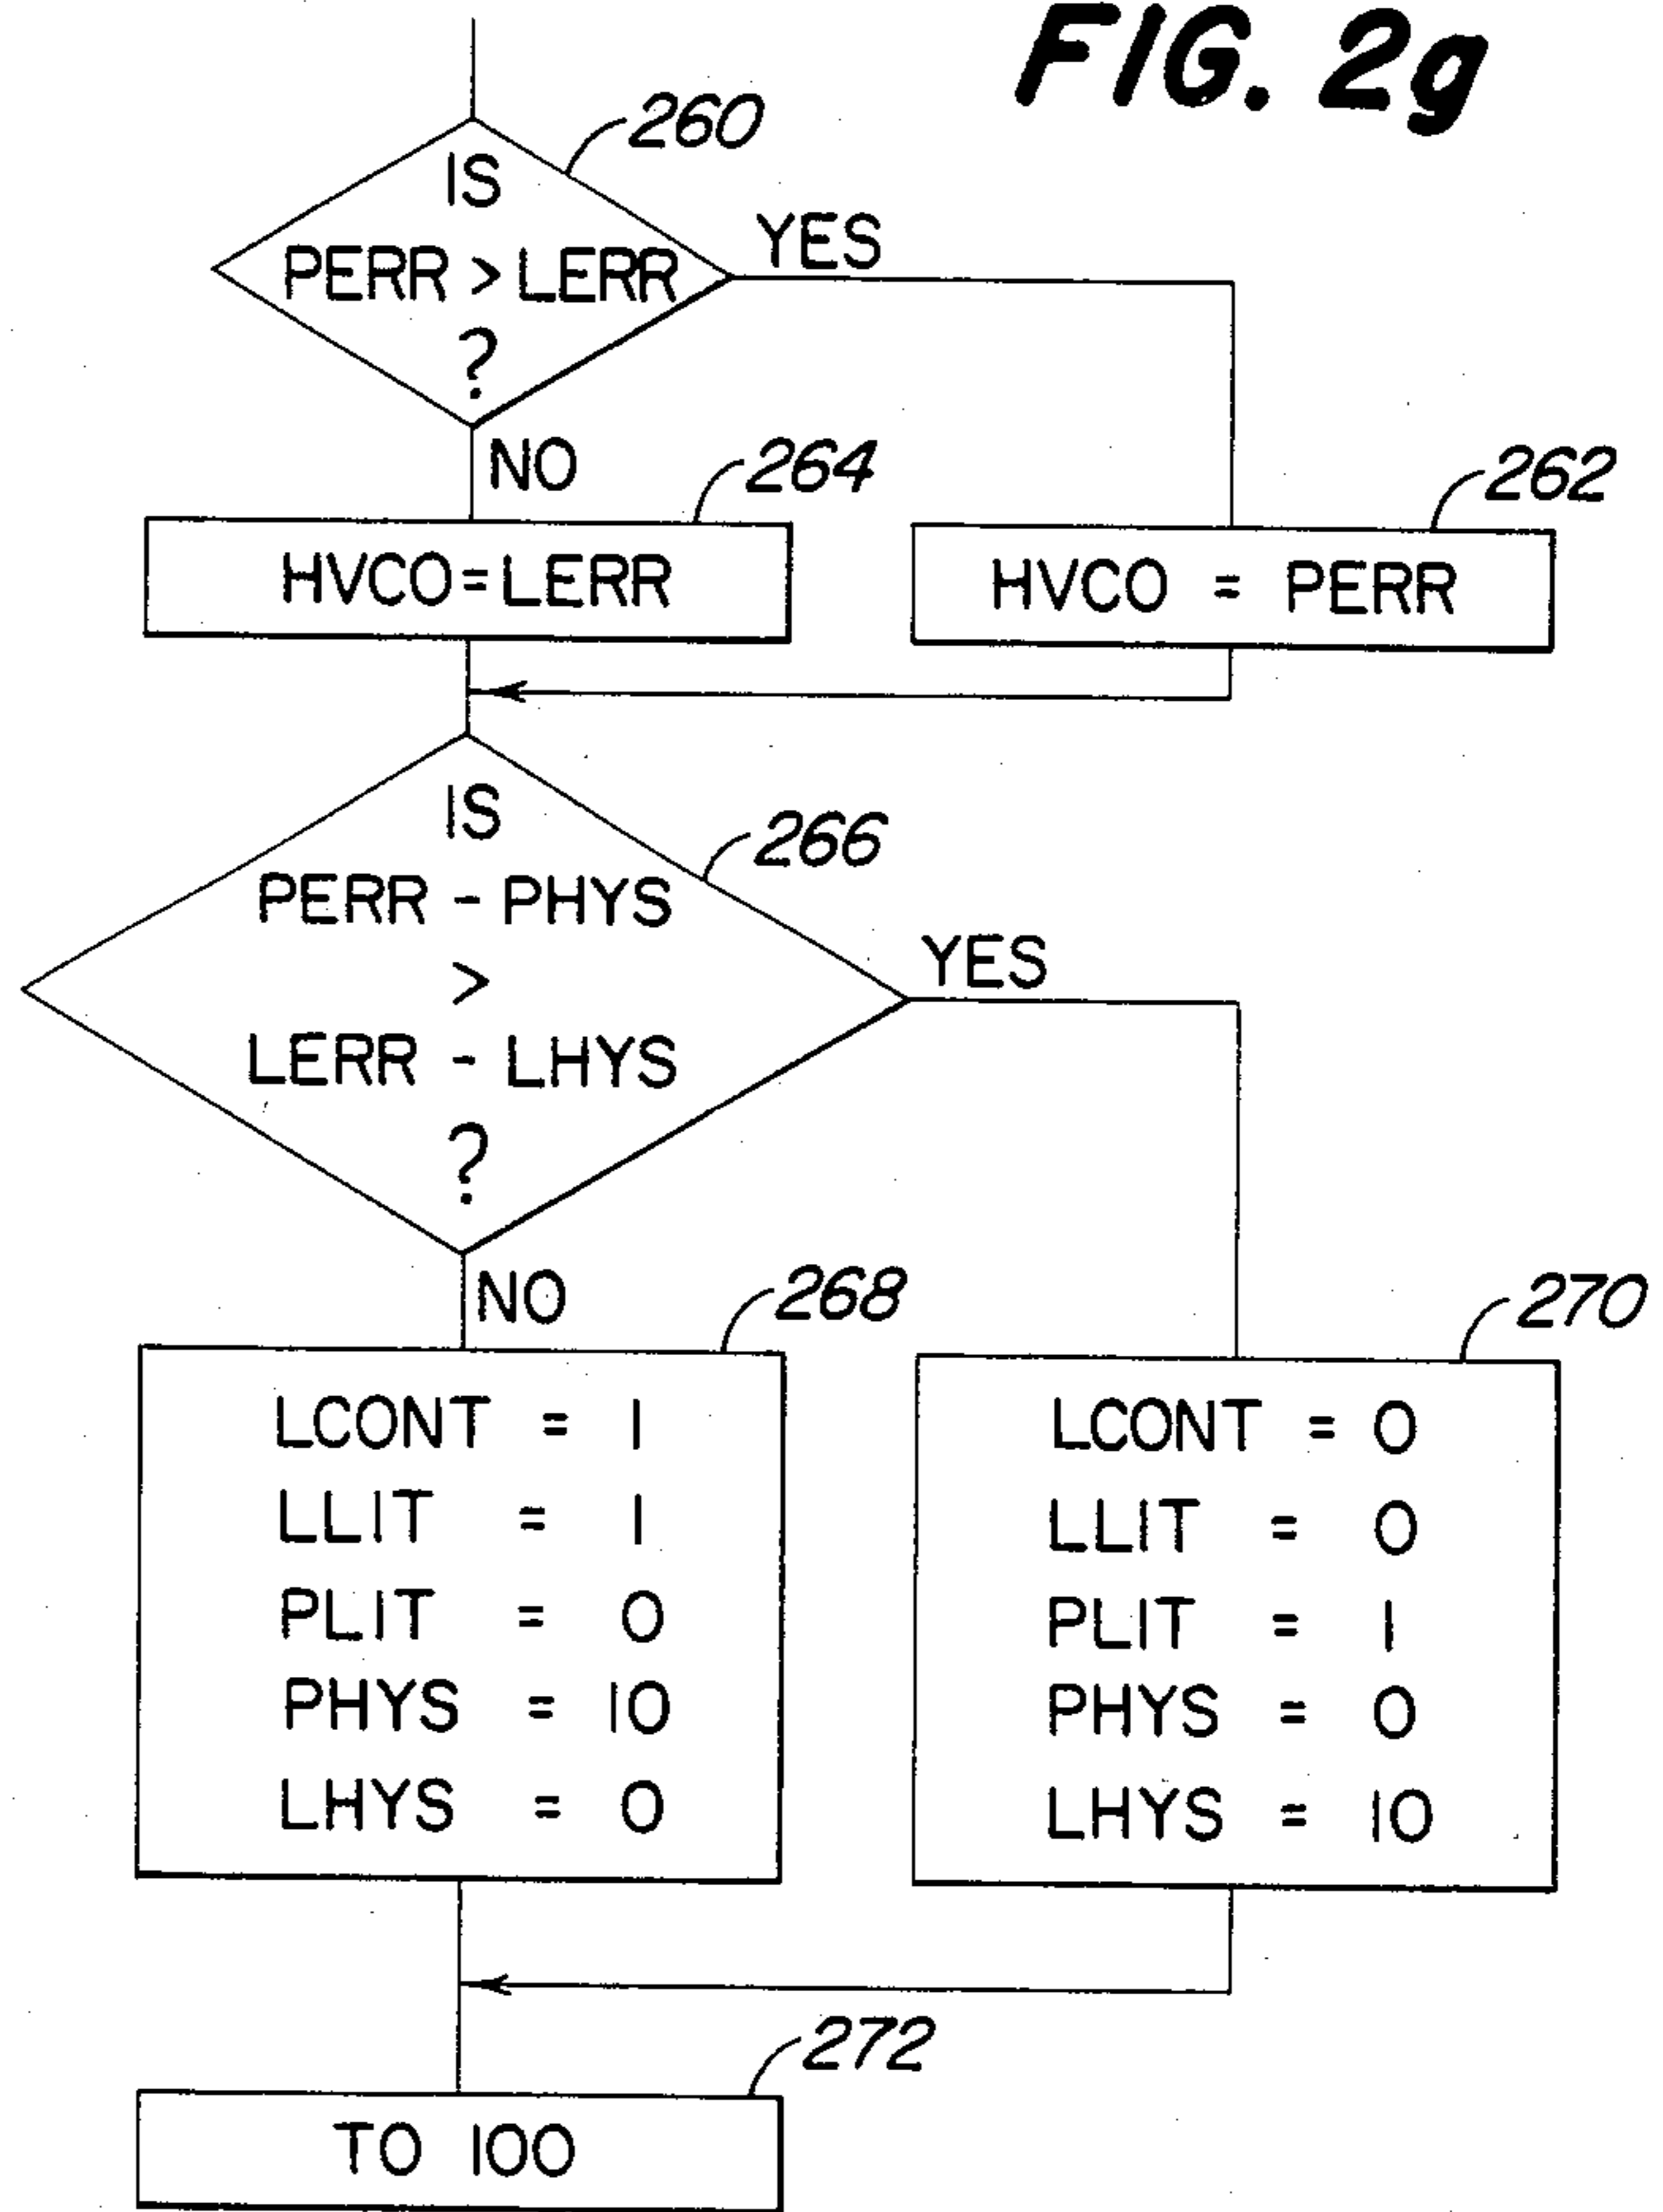 FIG. 2g
260
IS
PERR > LERR
?
YES
NO
264
HVCO=LERR
262
HVCO = PERR
IS
PERR - PHYS
>
LERR - LHYS
?
266
YES
NO
268
LCONT = 1
LLIT = 1
PLIT = 0
PHYS = 10
LHYS = 0
270
LCONT = 0
LLIT = 0
PLIT = 1
PHYS = 0
LHYS = 10
272
TO 100